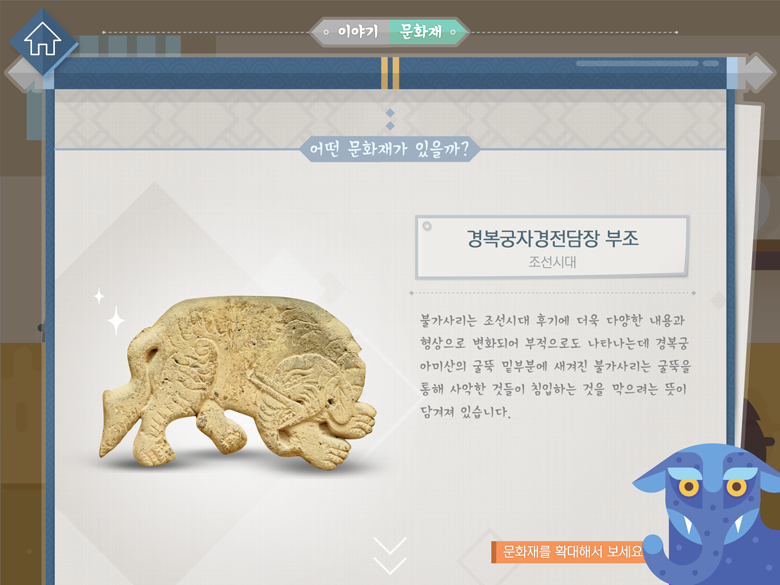 이야기 문화재
어떤 문화재가 있을까?
경복궁자경전담장 부조
조선시대
불가사리는 조선시대 후기에 더욱 다양한 내용과
형상으로 변화되어 부적으로도 나타나는데 경복궁
아미산의 굴뚝 밑부분에 새겨진 불가사리는 굴뚝을
통해 사악한 것들이 침입하는 것을 막으려는 뜻이
담겨져 있습니다.
문화재를 확대해서 보세요